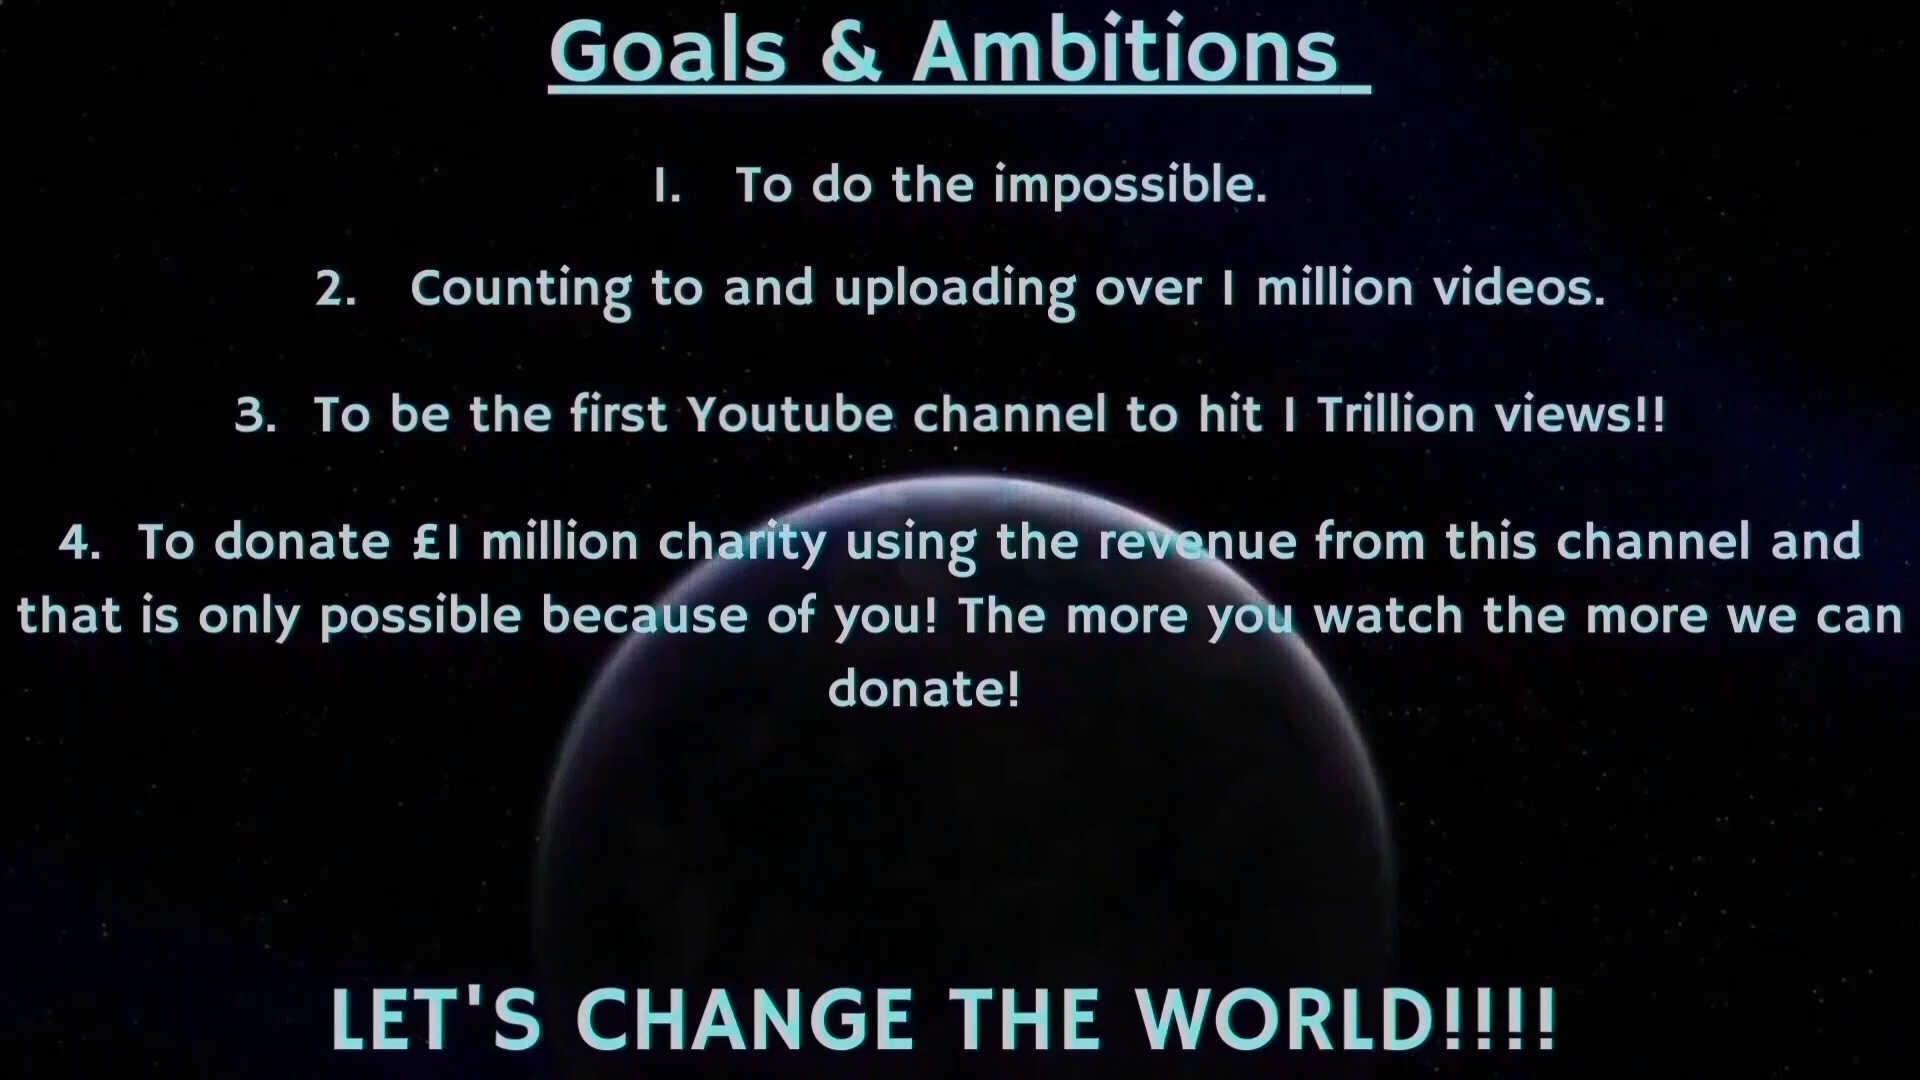 Goals & Ambitions
1. To do the impossible.
2. Counting to and uploading over 1 million videos.
3. To be the first Youtube channel to hit 1 Trillion views!!
4. To donate £1 million charity using the revenue from this channel and
that is only possible because of you! The more you watch the more we can
donate!
LET'S CHANGE THE WORLD!!!!